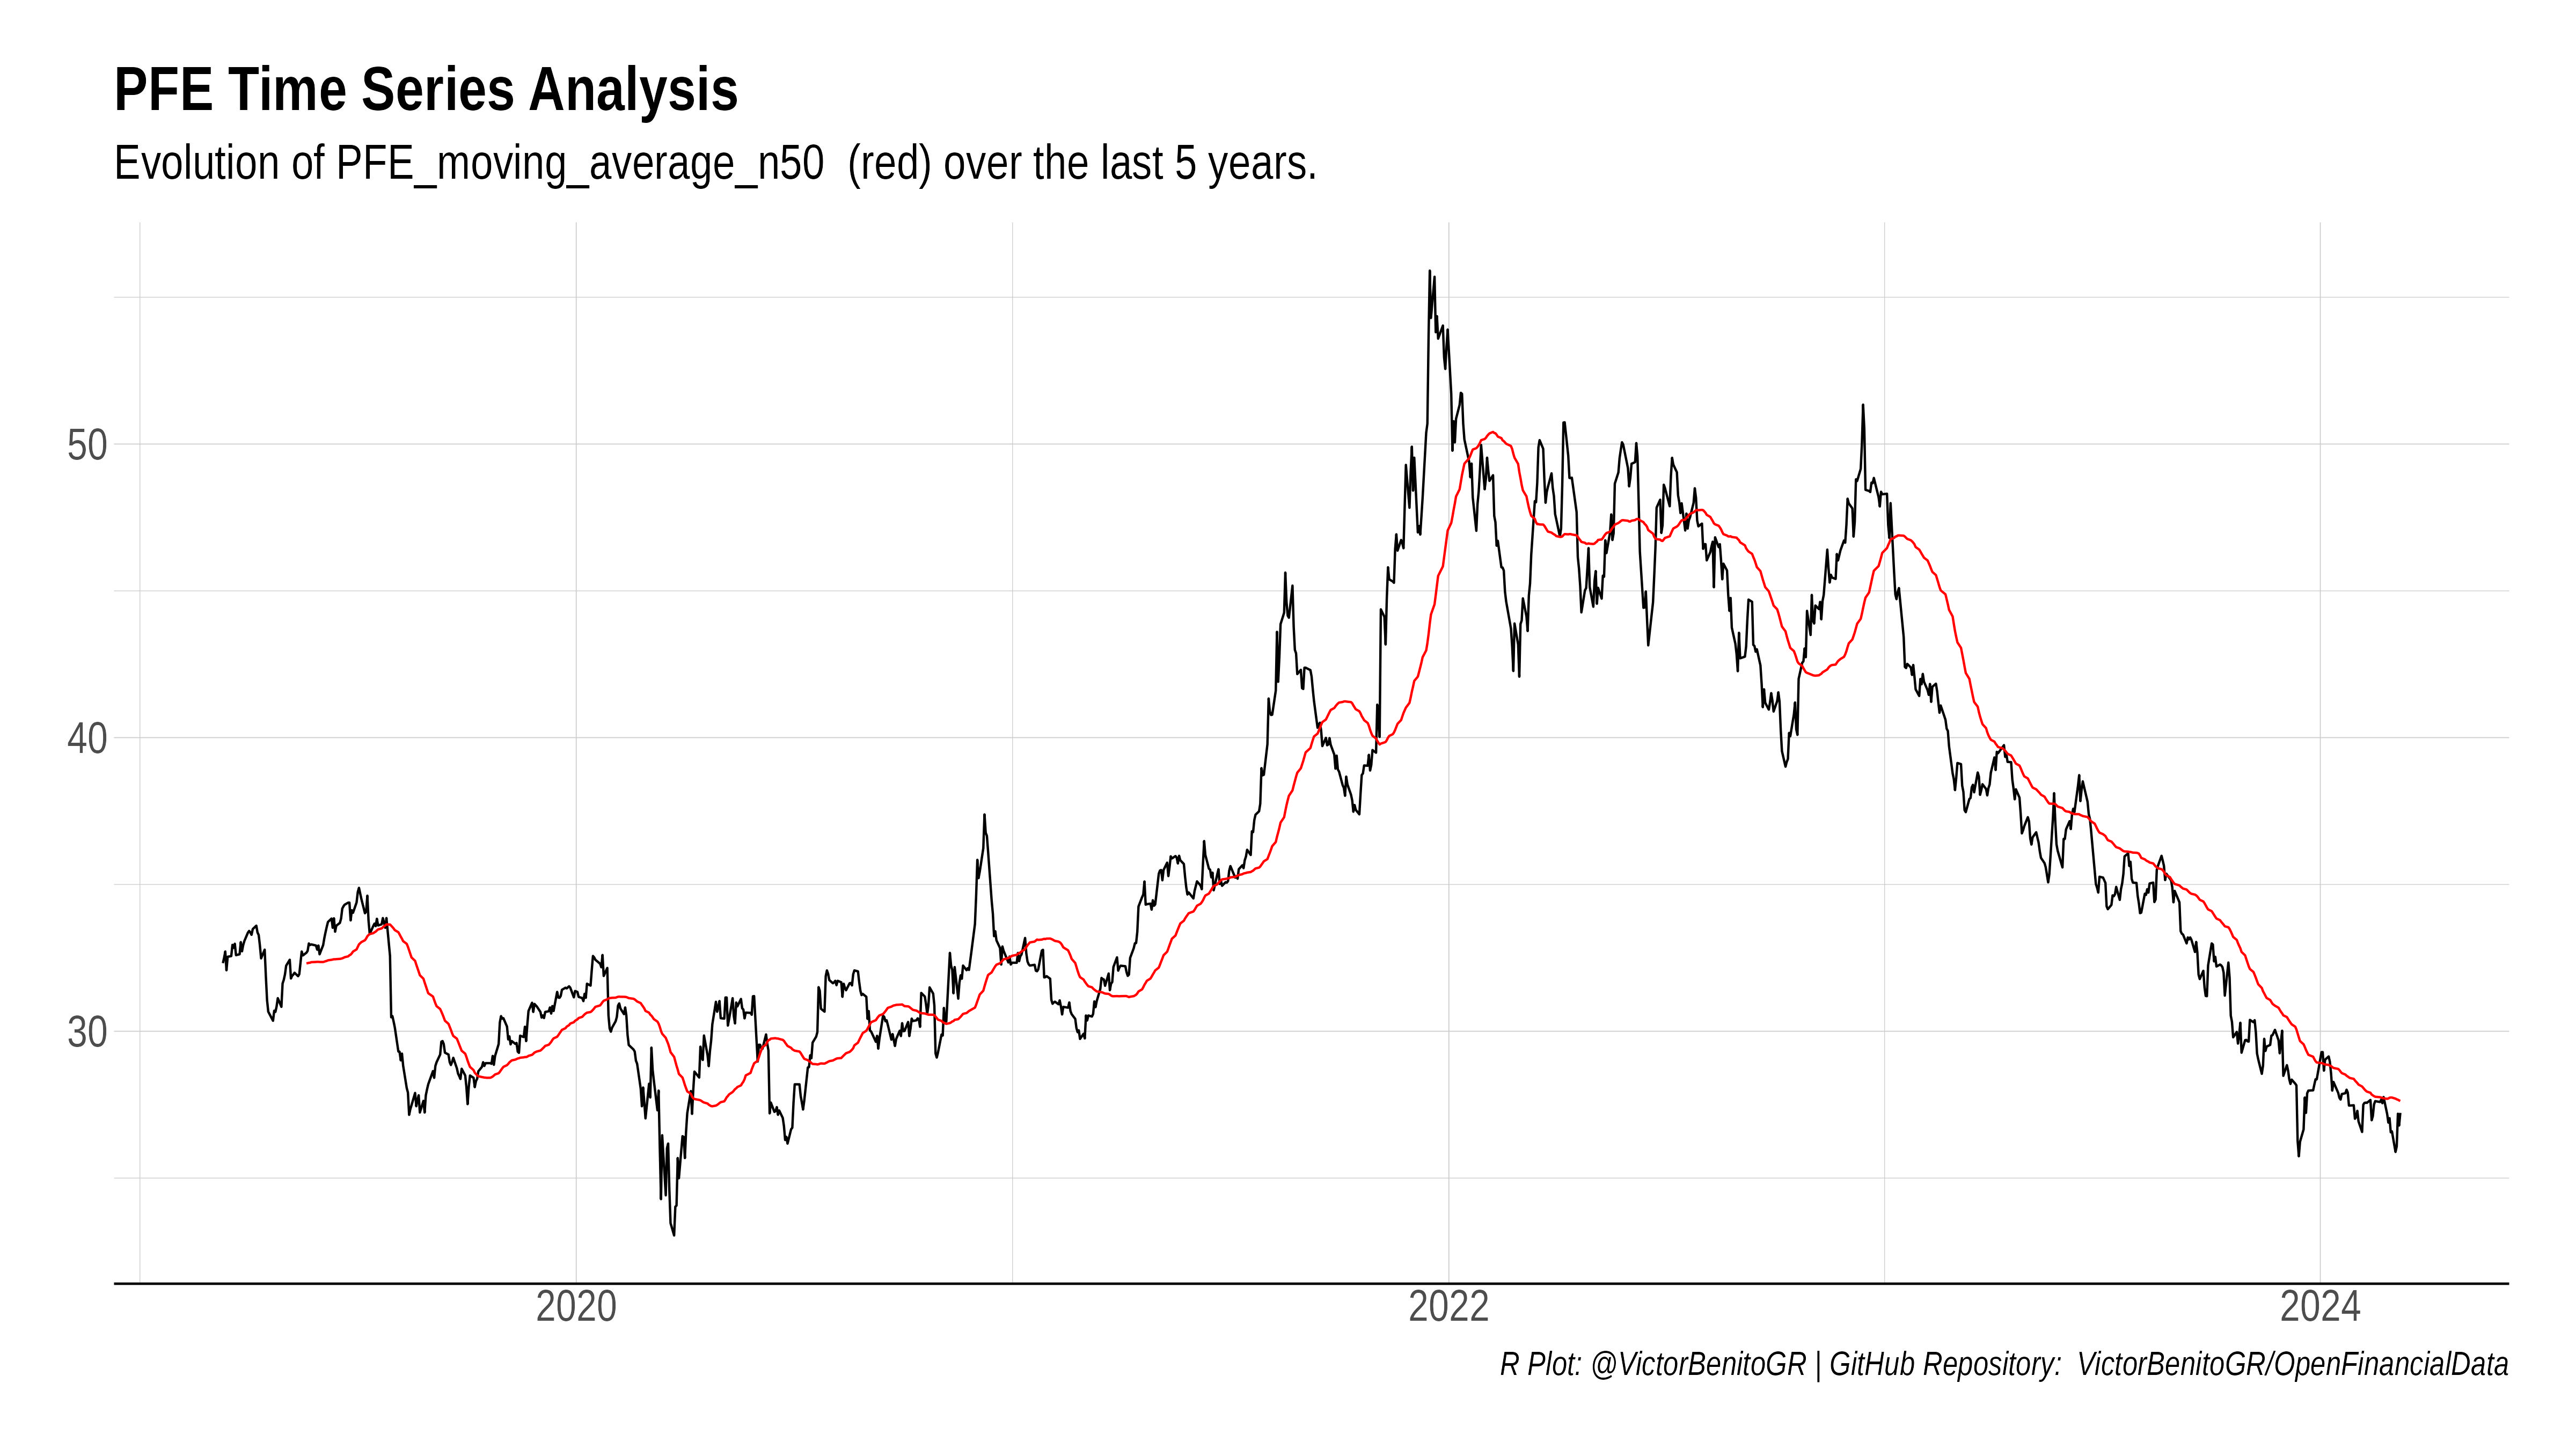 PFE Time Series Analysis
Evolution of PFE_moving_average_n50  (red) over the last 5 years.
50
40
30
2020 2022 2024
R Plot: @VictorBenitoGR | GitHub Repository:  VictorBenitoGR/OpenFinancialData